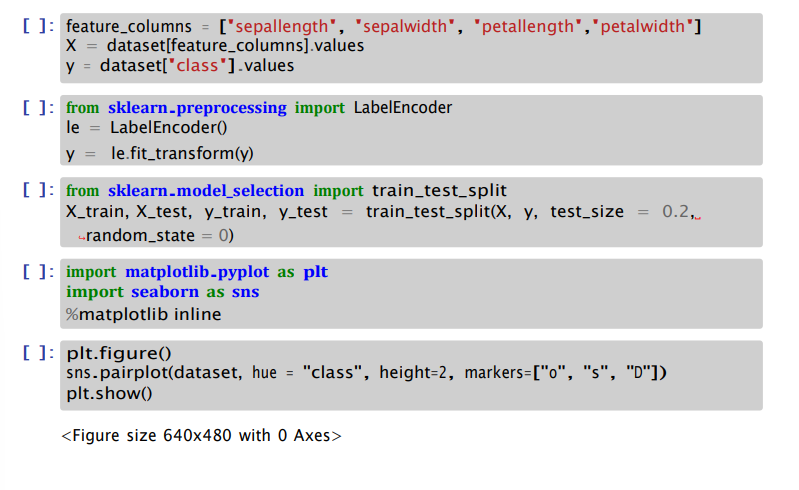 [ ]: feature_columns = ["sepallength", "sepalwidth", "petallength","petalwidth"]
X = dataset[feature_columns].values
y = dataset["class"].values
[ ]: from sklearn.preprocessing import LabelEncoder
le = LabelEncoder()
y = le.fit_transform(y)
[ ]: from sklearn.model_selection import train_test_split
X_train, X_test, y_train, y_test = train_test_split(X, y, test_size = 0.2,␣
↪random_state = 0)
[ ]: import matplotlib.pyplot as plt
import seaborn as sns
%matplotlib inline
[ ]: plt.figure()
sns.pairplot(dataset, hue = "class", height=2, markers=["o", "s", "D"])
plt.show()
<Figure size 640x480 with 0 Axes>